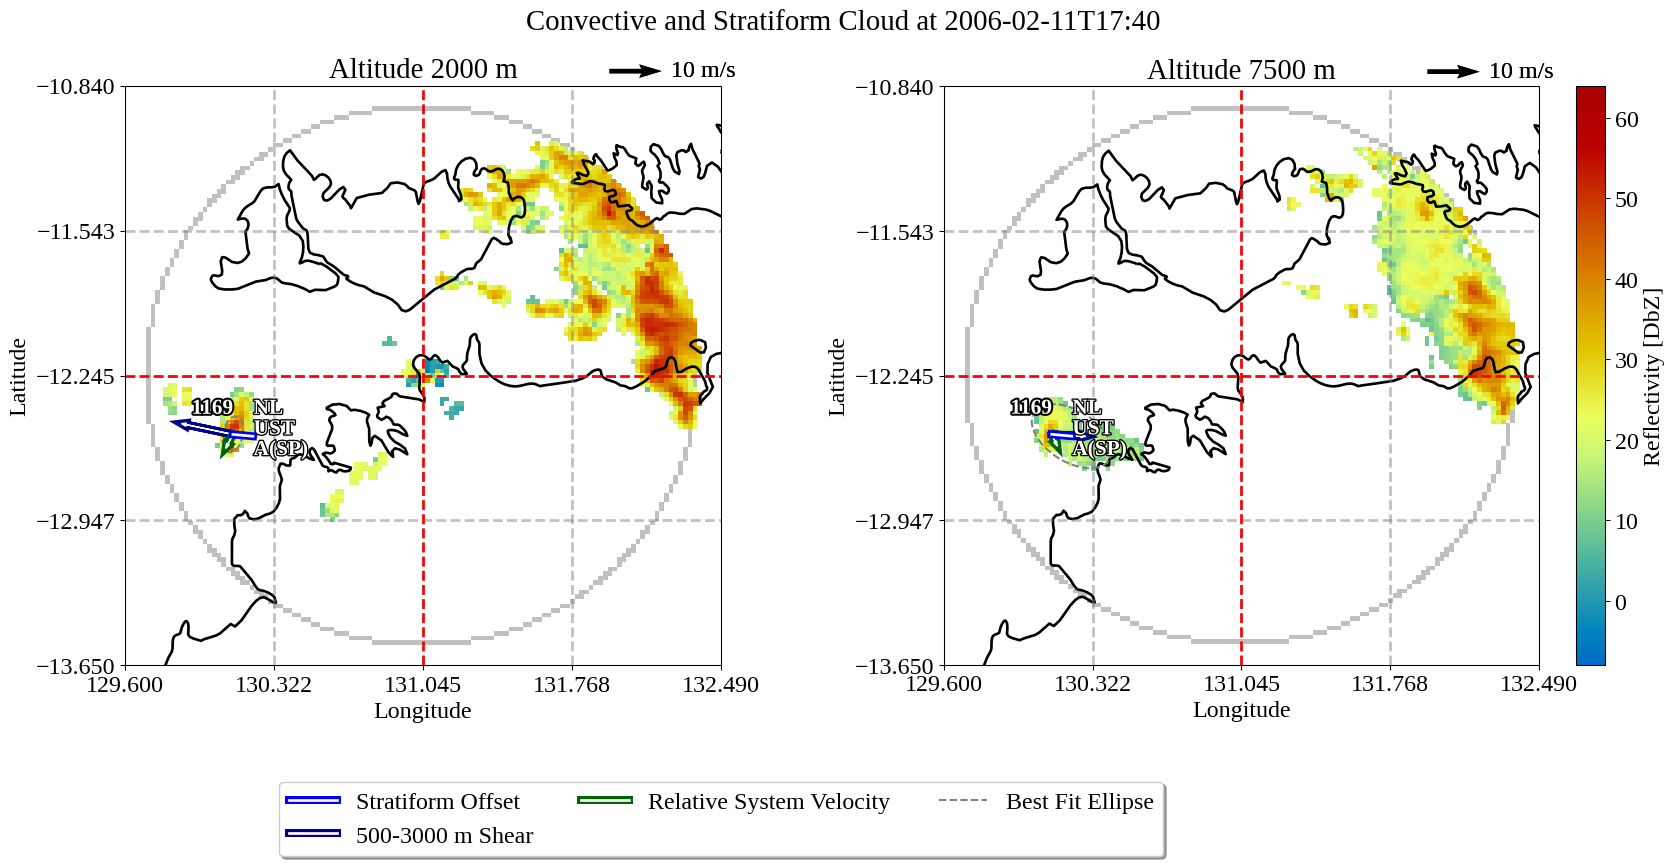 Convective and Stratiform Cloud at 2006-02-11T17:40
Altitude 2000 m
10 m/s
−10.840
−11.543
−12.245
−12.947
−13.650
129.600
130.322
131.045
131.768
132.490
Latitude
Longitude
1169
NL
UST
A(SP)
Altitude 7500 m
10 m/s
−10.840
−11.543
−12.245
−12.947
−13.650
129.600
130.322
131.045
131.768
132.490
Latitude
Longitude
1169
NL
UST
A(SP)
60
50
40
30
20
10
0
Reflectivity [DbZ]
Stratiform Offset
500-3000 m Shear
Relative System Velocity
Best Fit Ellipse